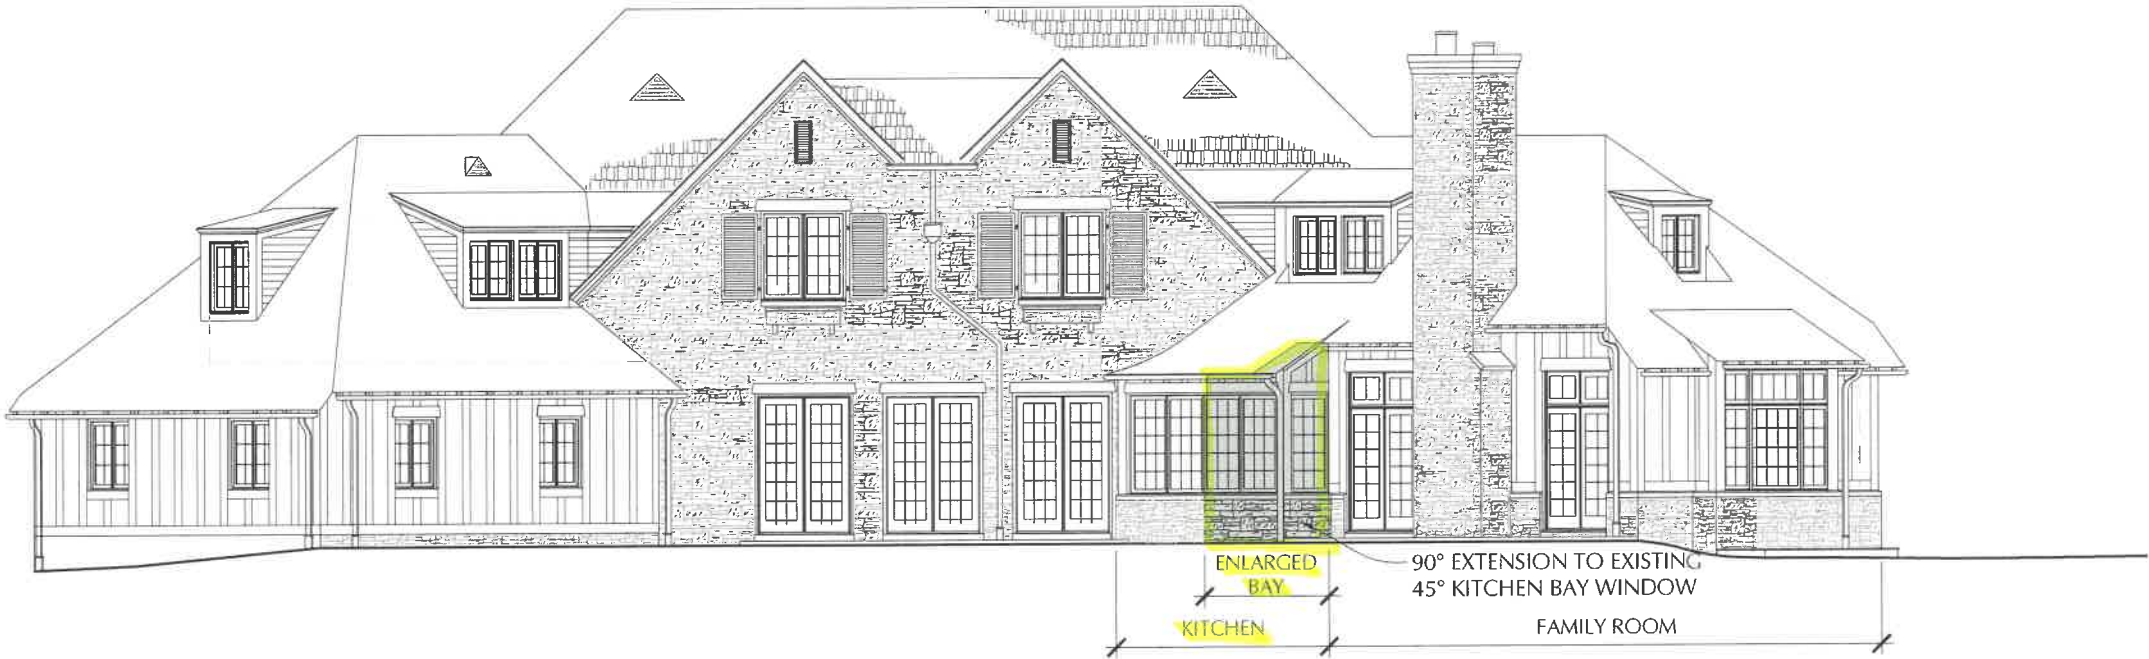 ENLARGED
BAY
90° EXTENSION TO EXISTING
45° KITCHEN BAY WINDOW
KITCHEN
FAMILY ROOM